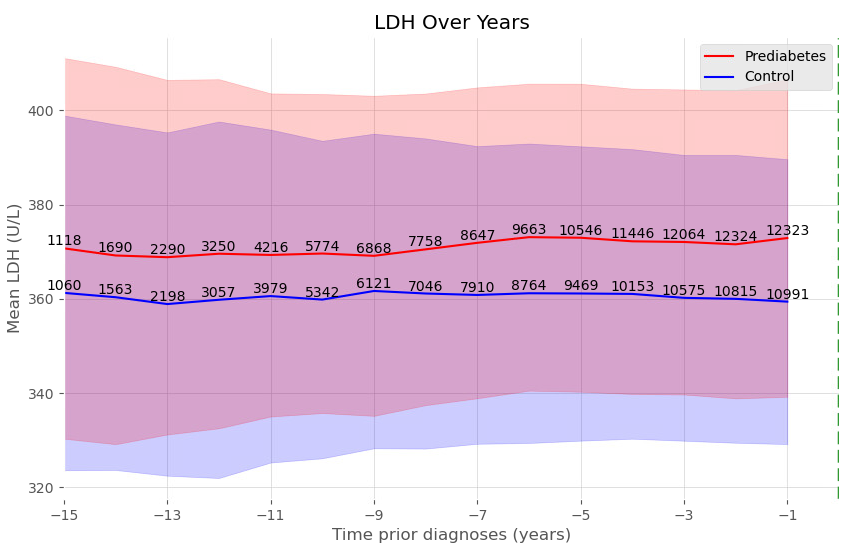 LDH Over Years
Prediabetes
Control
400
380
360
340
320
Mean LDH (U/L)
1118 1690 2290 3250 4216 5774 6868 7758 8647 9663 10546 11446 12064 12324 12323
1060 1563 2198 3057 3979 5342 6121 7046 7910 8764 9469 10153 10575 10815 10991
−15 −13 −11 −9 −7 −5 −3 −1
Time prior diagnoses (years)